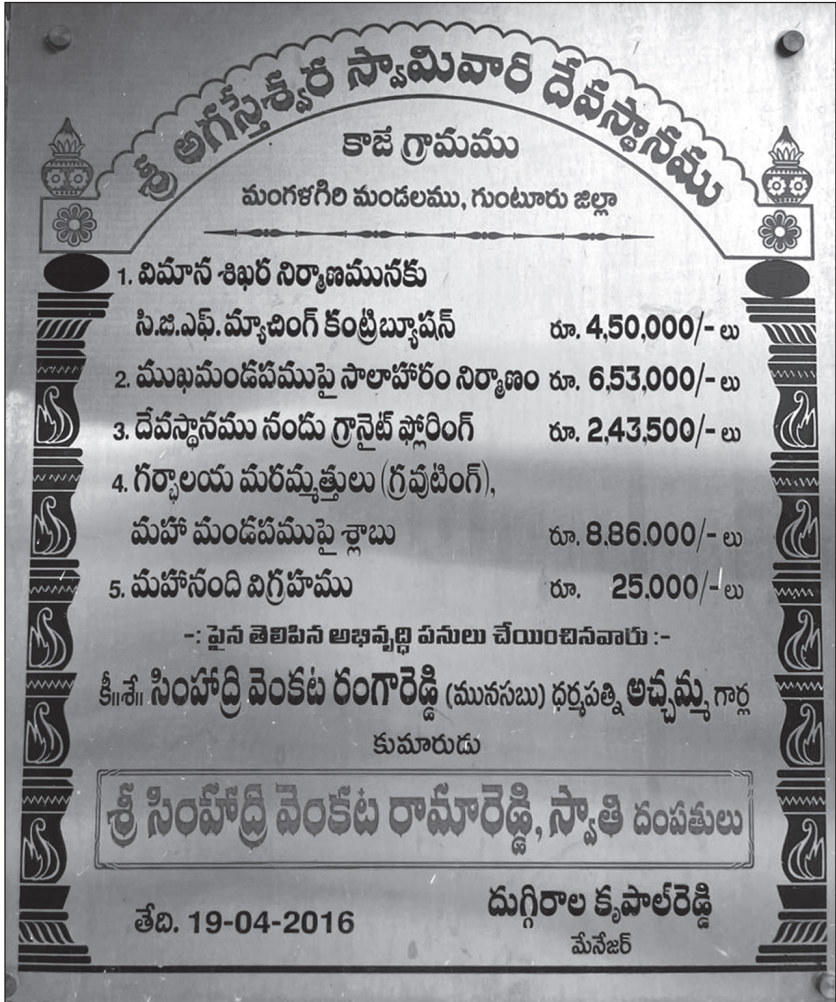 శ్రీ అగస్తేశ్వర స్వామివారి దేవస్థానము
కాజే గ్రామము
మంగళగిరి మండలము, గుంటూరు జిల్లా
1. విమాన శిఖర నిర్మాణమునకు
సి.జి.ఎఫ్. మ్యాచింగ్ కంట్రిబ్యూషన్ రూ. 4,50,000/- లు
2. ముఖమండపముపై సాలాహారం నిర్మాణం రూ. 6,53,000/- లు
3. దేవస్థానము నందు గ్రానైట్ ఫ్లోరింగ్ రూ. 2,43,500/- లు
4. గర్భాలయ మరమ్మత్తులు (గ్రవుటింగ్),
మహా మండపముపై శ్లాబు రూ. 8.86.000/- లు
5. మహానంది విగ్రహము రూ. 25.000/- లు
-: పైన తెలిపిన అభివృద్ధి పనులు చేయించినవారు :-
కీ॥శే॥ సింహాద్రి వెంకట రంగారెడ్డి (మునసబు) ధర్మపత్ని అచ్చమ్మ గార్ల
కుమారుడు
శ్రీ సింహాద్రి వెంకట రామారెడ్డి, స్వాతి దంపతులు
తేది. 19-04-2016
దుగ్గిరాల కృపాల్‌రెడ్డి
మేనేజర్